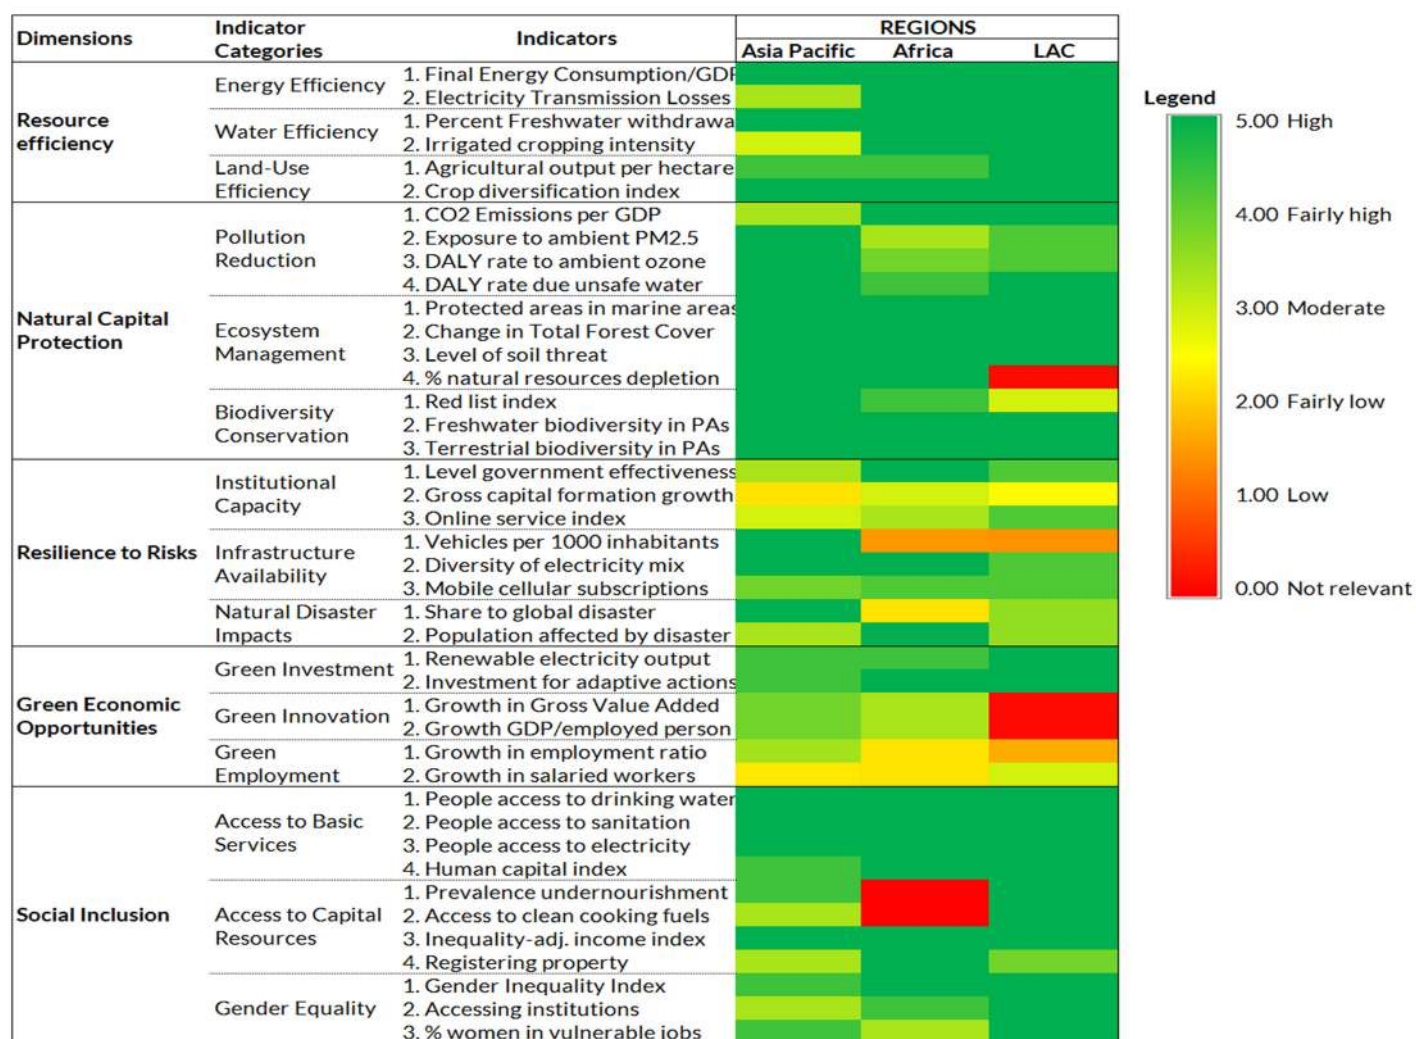 Dimensions Indicator Categories Indicators REGIONS
Asia Pacific Africa LAC
Resource efficiency
Energy Efficiency
1. Final Energy Consumption/GDP
2. Electricity Transmission Losses
Water Efficiency
1. Percent Freshwater withdrawa
2. Irrigated cropping intensity
Land-Use Efficiency
1. Agricultural output per hectare
2. Crop diversification index
Natural Capital Protection
Pollution Reduction
1. CO2 Emissions per GDP
2. Exposure to ambient PM2.5
3. DALY rate to ambient ozone
4. DALY rate due unsafe water
Ecosystem Management
1. Protected areas in marine areas
2. Change in Total Forest Cover
3. Level of soil threat
4. % natural resources depletion
Biodiversity Conservation
1. Red list index
2. Freshwater biodiversity in PAs
3. Terrestrial biodiversity in PAs
Resilience to Risks
Institutional Capacity
1. Level government effectiveness
2. Gross capital formation growth
3. Online service index
Infrastructure Availability
1. Vehicles per 1000 inhabitants
2. Diversity of electricity mix
3. Mobile cellular subscriptions
Natural Disaster Impacts
1. Share to global disaster
2. Population affected by disaster
Green Economic Opportunities
Green Investment
1. Renewable electricity output
2. Investment for adaptive actions
Green Innovation
1. Growth in Gross Value Added
2. Growth GDP/employed person
Green Employment
1. Growth in employment ratio
2. Growth in salaried workers
Social Inclusion
Access to Basic Services
1. People access to drinking water
2. People access to sanitation
3. People access to electricity
4. Human capital index
Access to Capital Resources
1. Prevalence undernourishment
2. Access to clean cooking fuels
3. Inequality-adj. income index
4. Registering property
Gender Equality
1. Gender Inequality Index
2. Accessing institutions
3. % women in vulnerable jobs
Legend
5.00 High
4.00 Fairly high
3.00 Moderate
2.00 Fairly low
1.00 Low
0.00 Not relevant